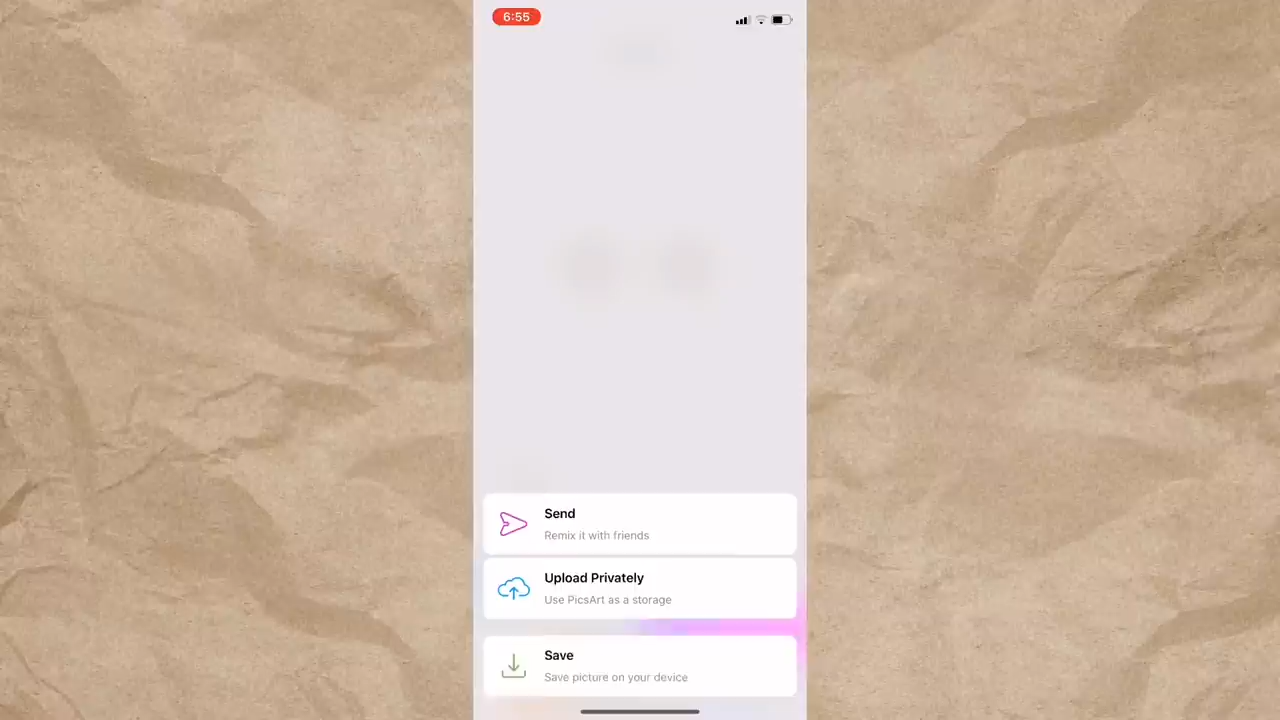 6:55
Send
Remix it with friends
Upload Privately
Use PicsArt as a storage
Save
Save picture on your device